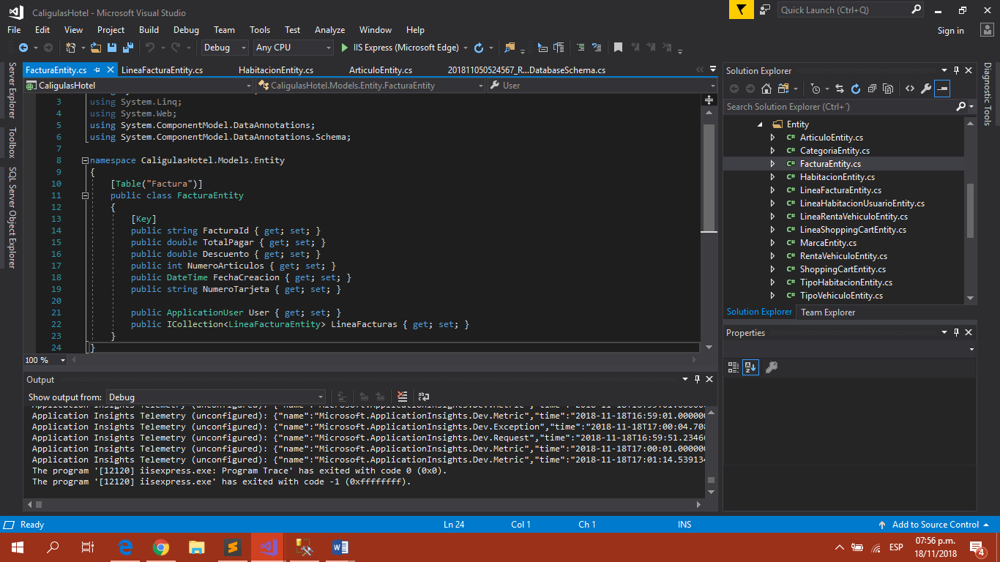 CaligulasHotel - Microsoft Visual Studio
Quick Launch (Ctrl+Q)
File Edit View Project Build Debug Team Tools Test Analyze Window Help
Sign in
Debug Any CPU IIS Express (Microsoft Edge)
Server Explorer
Toolbox
SQL Server Object Explorer
FacturaEntity.cs LineaFacturaEntity.cs HabitacionEntity.cs ArticuloEntity.cs 201811050524567_R...DatabaseSchema.cs
CaligulasHotel CaligulasHotel.Models.Entity.FacturaEntity User
3 using System.Linq;
4 using System.Web;
5 using System.ComponentModel.DataAnnotations;
6 using System.ComponentModel.DataAnnotations.Schema;
7
8 namespace CaligulasHotel.Models.Entity
9 {
10 [Table("Factura")]
11 public class FacturaEntity
12 {
13 [Key]
14 public string FacturaId { get; set; }
15 public double TotalPagar { get; set; }
16 public double Descuento { get; set; }
17 public int NumeroArticulos { get; set; }
18 public DateTime FechaCreacion { get; set; }
19 public string NumeroTarjeta { get; set; }
20
21 public ApplicationUser User { get; set; }
22 public ICollection<LineaFacturaEntity> LineaFacturas { get; set; }
23 }
24 }
100 %
Output
Show output from: Debug
Application Insights Telemetry (unconfigured): {"name":"Microsoft.ApplicationInsights.Dev.Metric","time":"2018-11-18T16:59:01.000000
Application Insights Telemetry (unconfigured): {"name":"Microsoft.ApplicationInsights.Dev.Exception","time":"2018-11-18T17:00:04.708
Application Insights Telemetry (unconfigured): {"name":"Microsoft.ApplicationInsights.Dev.Request","time":"2018-11-18T16:59:51.2346
Application Insights Telemetry (unconfigured): {"name":"Microsoft.ApplicationInsights.Dev.Metric","time":"2018-11-18T17:00:01.000000
Application Insights Telemetry (unconfigured): {"name":"Microsoft.ApplicationInsights.Dev.Metric","time":"2018-11-18T17:01:14.539134
The program '[12120] iisexpress.exe: Program Trace' has exited with code 0 (0x0).
The program '[12120] iisexpress.exe' has exited with code -1 (0xffffffff).
Solution Explorer
Search Solution Explorer (Ctrl+´)
Entity
C# ArticuloEntity.cs
C# CategoriaEntity.cs
C# FacturaEntity.cs
C# HabitacionEntity.cs
C# LineaFacturaEntity.cs
C# LineaHabitacionUsuarioEntity.cs
C# LineaRentaVehiculoEntity.cs
C# LineaShoppingCartEntity.cs
C# MarcaEntity.cs
C# RentaVehiculoEntity.cs
C# ShoppingCartEntity.cs
C# TipoHabitacionEntity.cs
C# TipoVehiculoEntity.cs
Solution Explorer Team Explorer
Properties
Diagnostic Tools
Ready Ln 24 Col 1 Ch 1 INS Add to Source Control
ESP
07:56 p.m.
18/11/2018
4